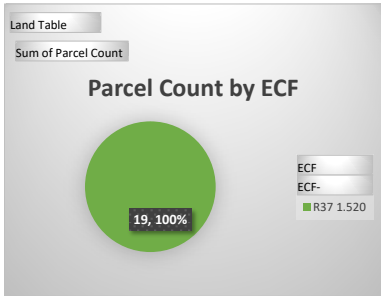 Land Table
Sum of Parcel Count
Parcel Count by ECF
19, 100%
ECF
ECF-
R37 1.520